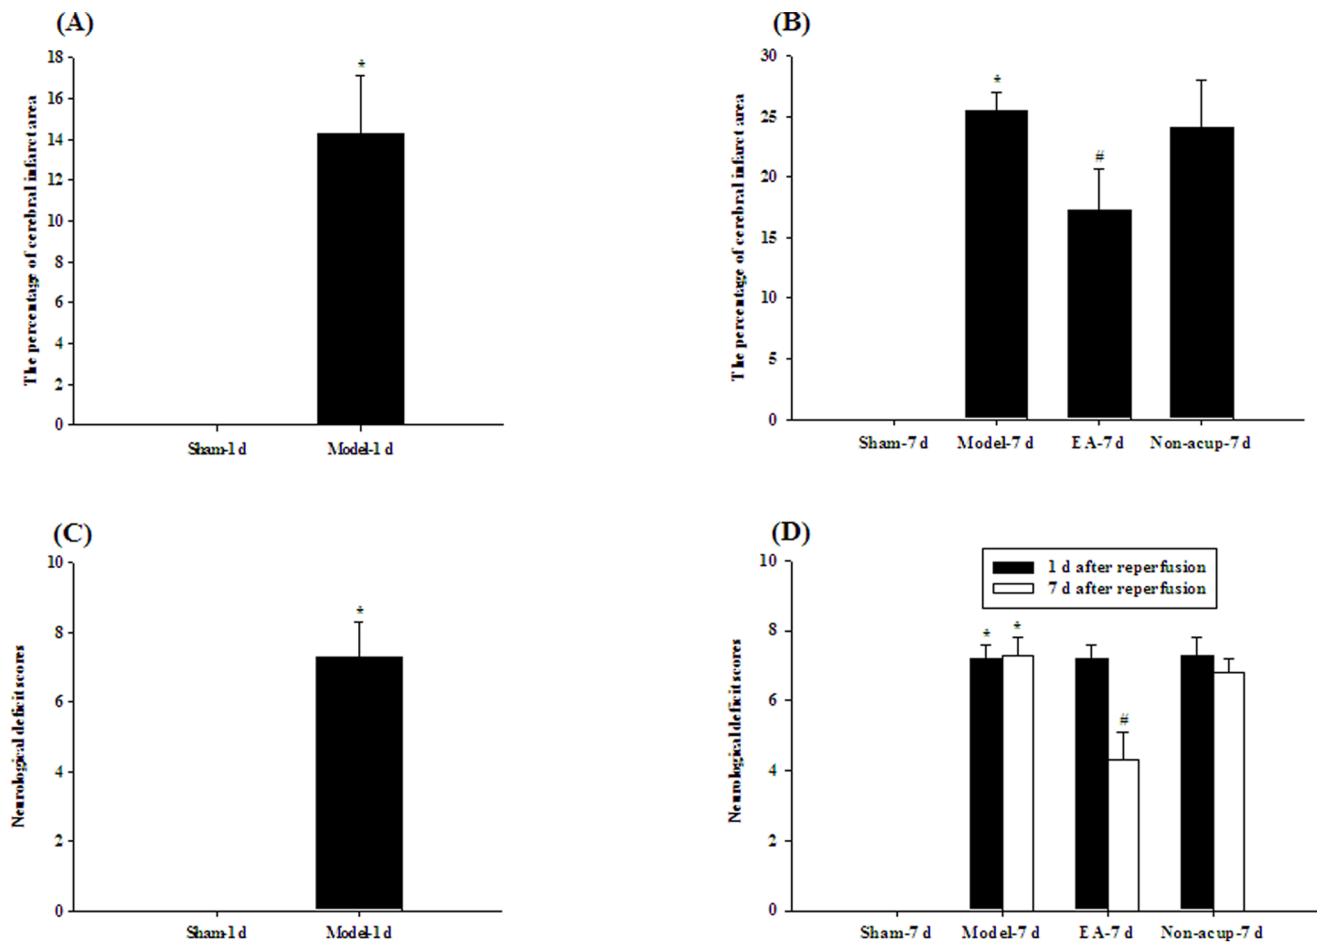 (A)
The percentage of cerebral infarct area
18
16
14
12
10
8
6
4
2
0
*
Sham-1 d
Model-1 d
(B)
The percentage of cerebral infarct area
30
25
20
15
10
5
0
*
#
Sham-7 d
Model-7 d
EA-7 d
Non-acup-7 d
(C)
Neurological deficit scores
10
8
6
4
2
0
*
Sham-1d
Model-1d
(D)
Neurological deficit scores
10
8
6
4
2
0
1 d after reperfusion
7 d after reperfusion
* *
#
Sham-7 d
Model-7 d
EA-7 d
Non-acup-7 d